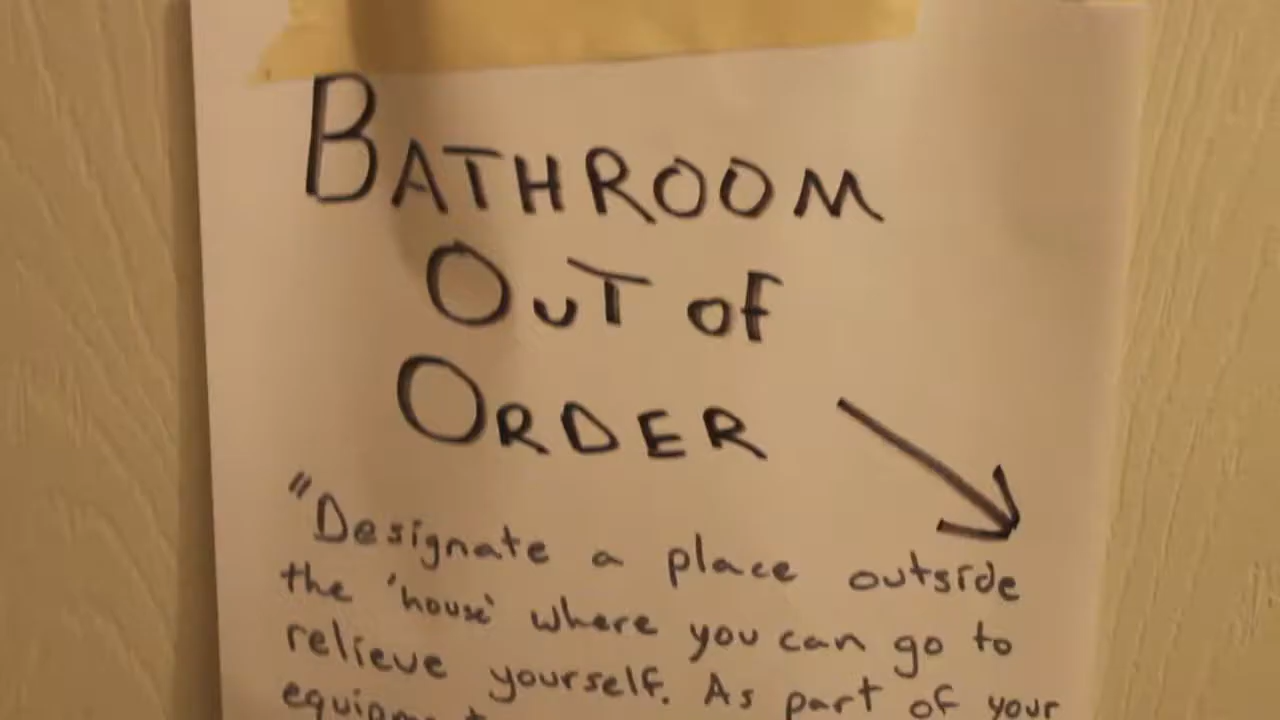 BATHROOM
OUT of
ORDER
"Designate a place outside
the 'house' where you can go to
relieve yourself. As part of your